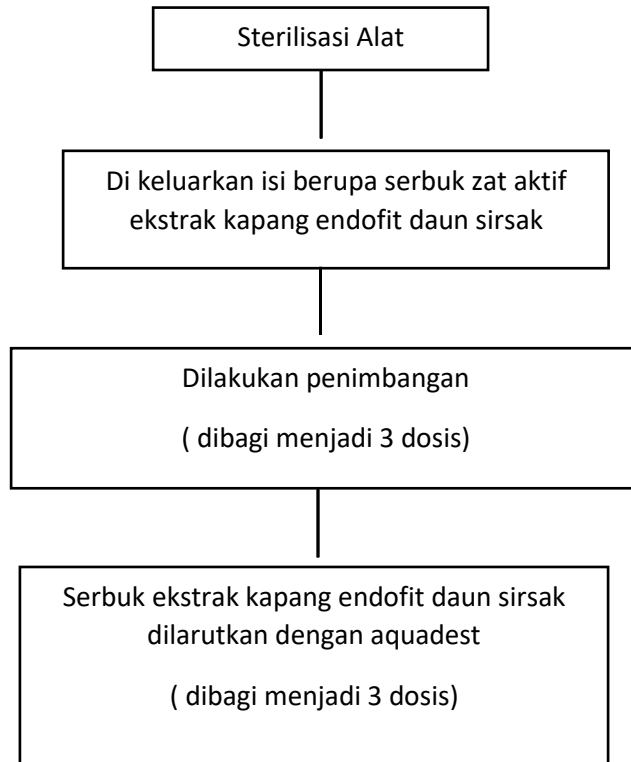 Sterilisasi Alat
Di keluarkan isi berupa serbuk zat aktif
ekstrak kapang endofit daun sirsak
Dilakukan penimbangan
( dibagi menjadi 3 dosis)
Serbuk ekstrak kapang endofit daun sirsak
dilarutkan dengan aquadest
( dibagi menjadi 3 dosis)